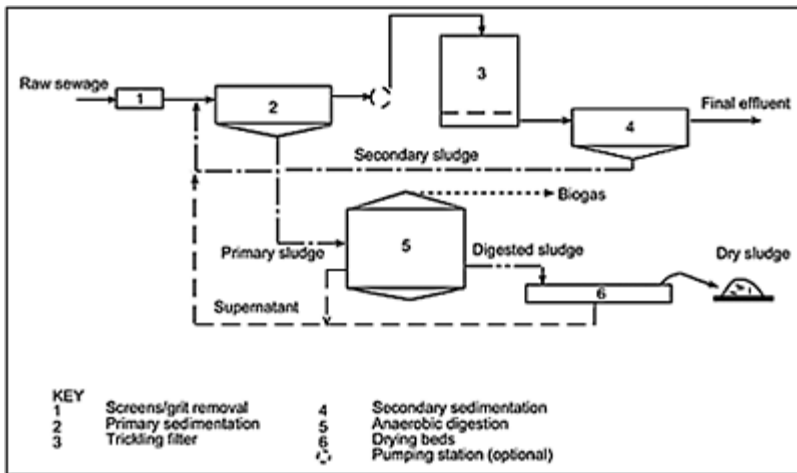 Raw sewage
1
2
3
Final effluent
4
Secondary sludge
Biogas
Primary sludge
5
Digested sludge
Dry sludge
6
Supernatant
KEY
1 Screens/grit removal
2 Primary sedimentation
3 Trickling filter
4 Secondary sedimentation
5 Anaerobic digestion
6 Drying beds
Pumping station (optional)